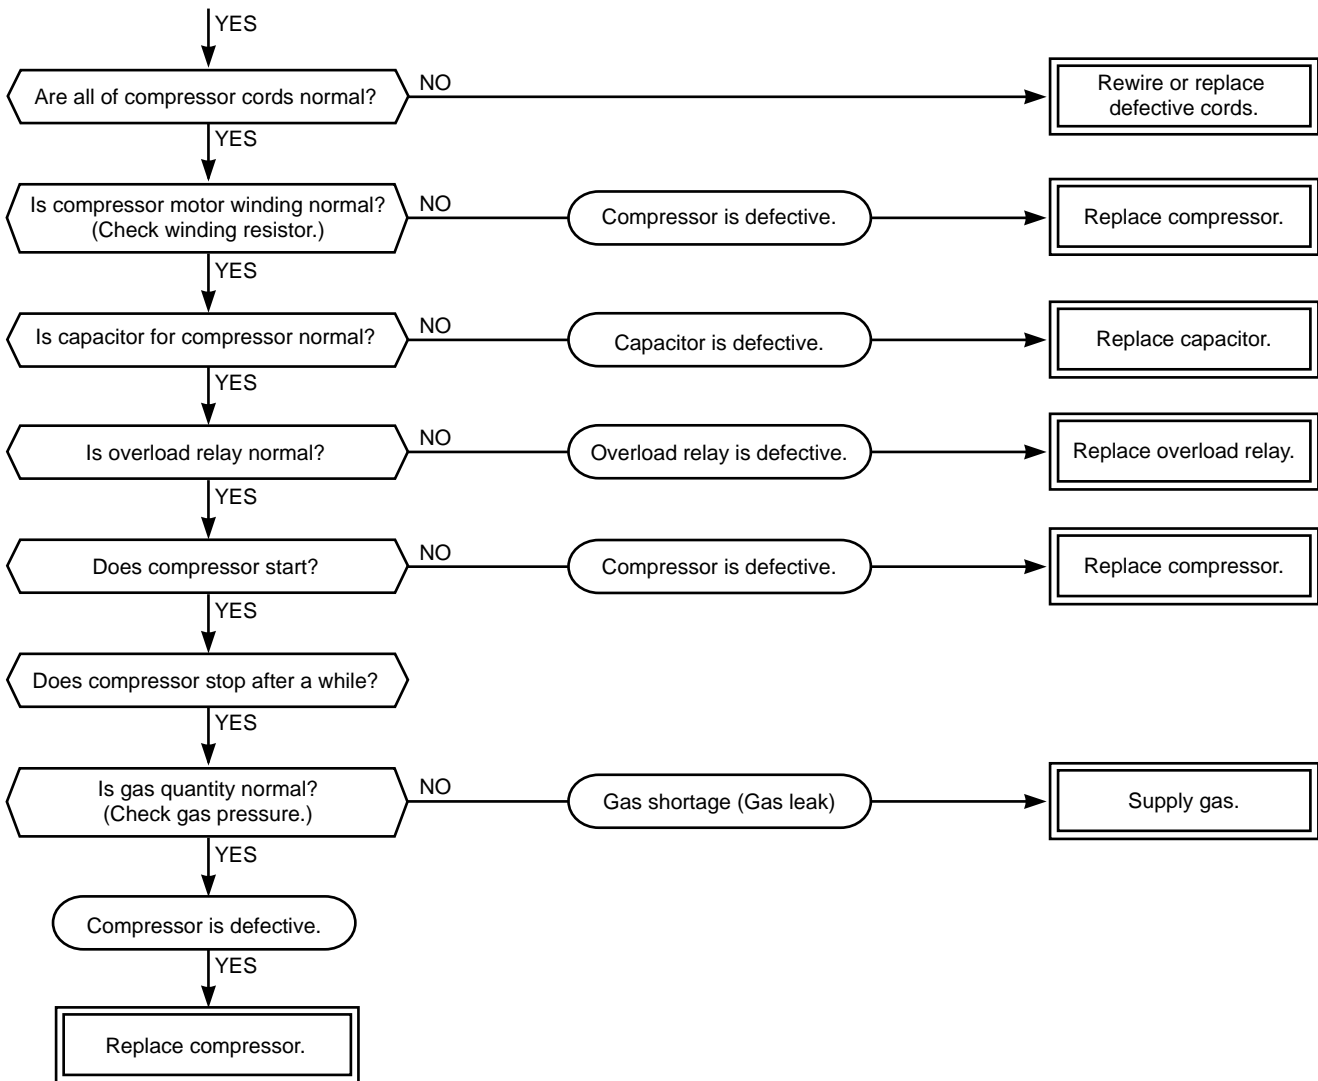 YES
Are all of compressor cords normal?
NO
Rewire or replace
defective cords.
YES
Is compressor motor winding normal?
(Check winding resistor.)
NO
Compressor is defective.
Replace compressor.
YES
Is capacitor for compressor normal?
NO
Capacitor is defective.
Replace capacitor.
YES
Is overload relay normal?
NO
Overload relay is defective.
Replace overload relay.
YES
Does compressor start?
NO
Compressor is defective.
Replace compressor.
YES
Does compressor stop after a while?
YES
Is gas quantity normal?
(Check gas pressure.)
NO
Gas shortage (Gas leak)
Supply gas.
YES
Compressor is defective.
YES
Replace compressor.